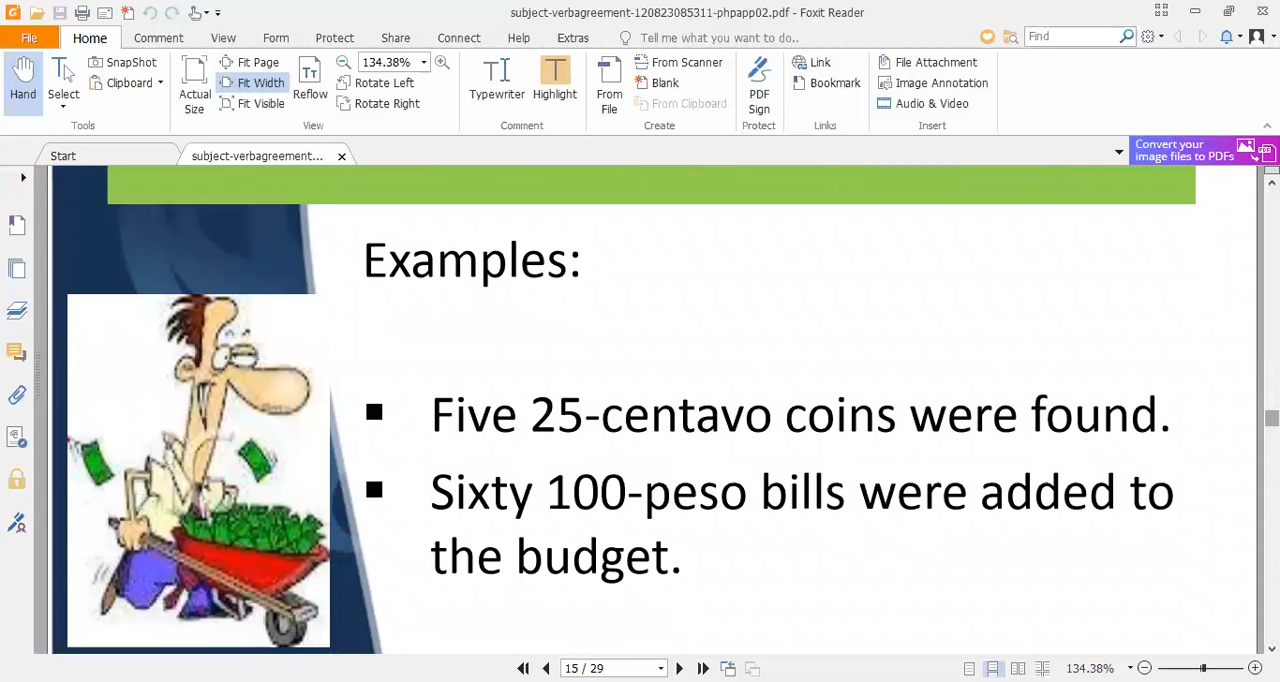 subject-verbagreement-120823085311-phpapp02.pdf - Foxit Reader
File Home Comment View Form Protect Share Connect Help Extras Tell me what you want to do.. Find
Hand
Select
SnapShot
Clipboard
Tools
Actual Size
Fit Page
Fit Width
Fit Visible
Reflow
134.38%
Rotate Left
Rotate Right
View
Typewriter
Highlight
Comment
From File
From Scanner
Blank
From Clipboard
Create
PDF Sign
Protect
Link
Bookmark
Links
File Attachment
Image Annotation
Audio & Video
Insert
Start
subject-verbagreement...
Convert your
image files to PDFs
Examples:
▪ Five 25-centavo coins were found.
▪ Sixty 100-peso bills were added to
the budget.
15 / 29
134.38%